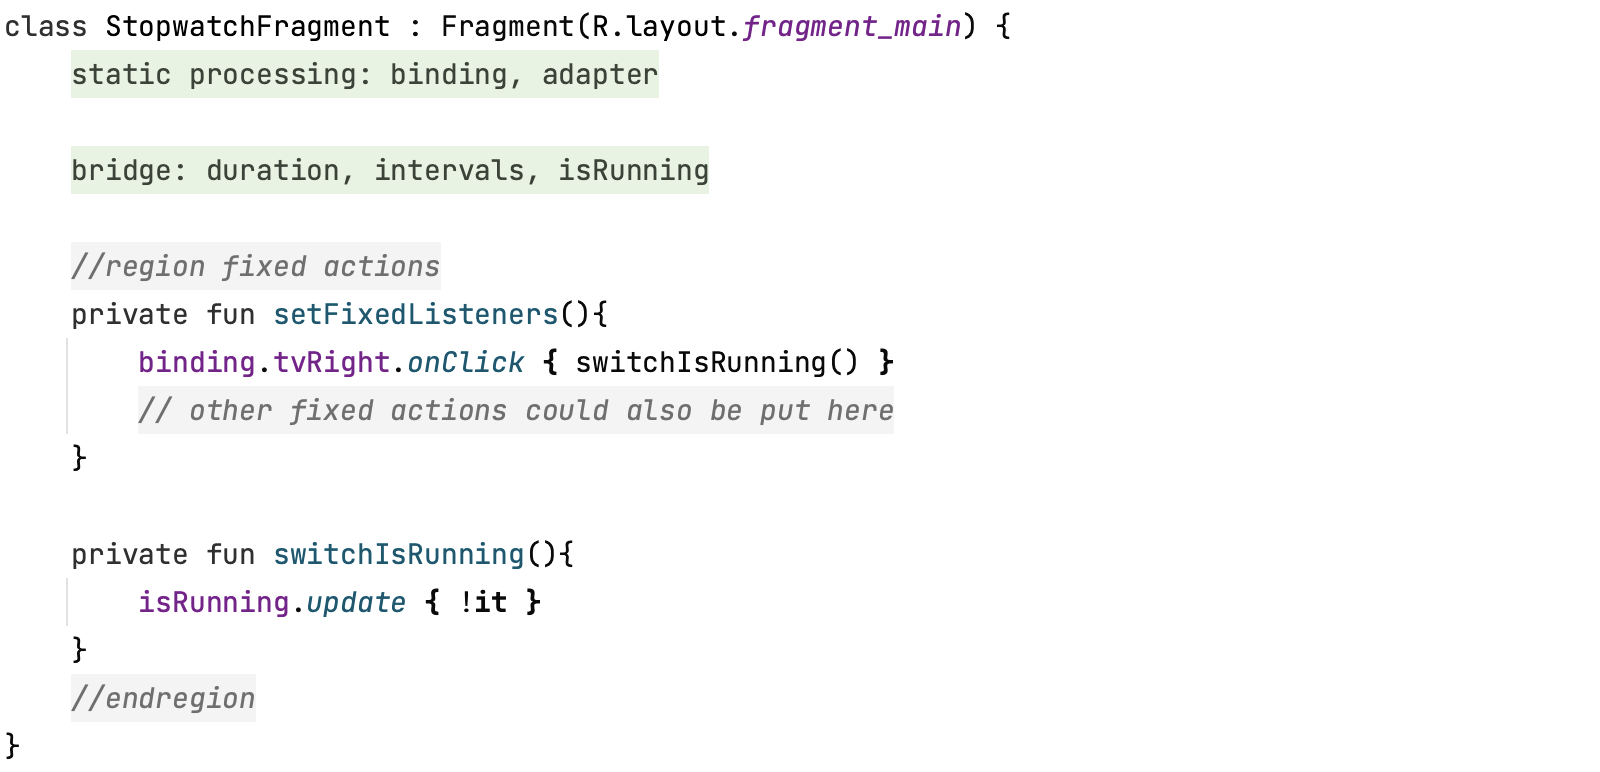 class StopwatchFragment : Fragment(R.layout.fragment_main) {
static processing: binding, adapter
bridge: duration, intervals, isRunning
//region fixed actions
private fun setFixedListeners(){
binding.tvRight.onClick { switchIsRunning() }
// other fixed actions could also be put here
}
private fun switchIsRunning(){
isRunning.update { !it }
}
//endregion
}